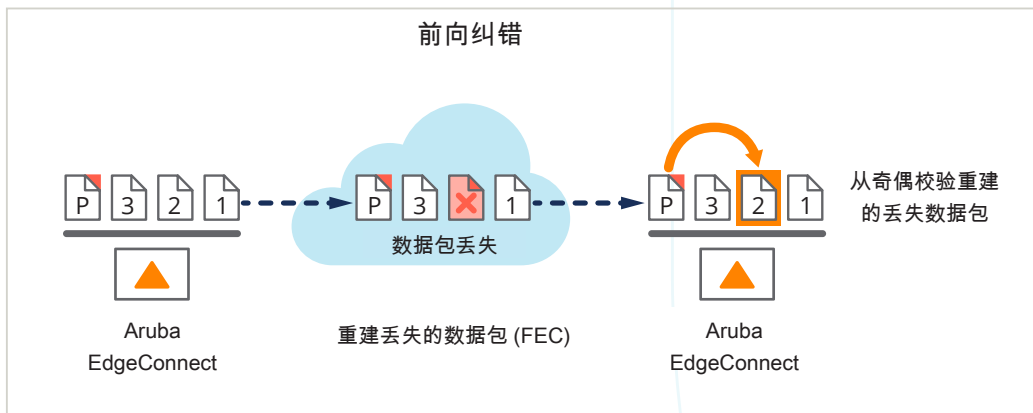 前向纠错
P 3 2 1
P 3 1
P 3 2 1
从奇偶校验重建
的丢失数据包
数据包丢失
Aruba
EdgeConnect
重建丢失的数据包 (FEC)
Aruba
EdgeConnect